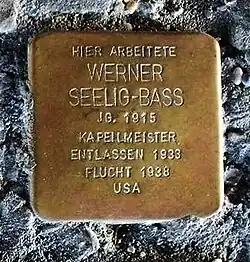 HIER ARBEITETE
WERNER
SEELIG-BASS
JG. 1915
KAPELLMEISTER
ENTLASSEN 1933
FLUCHT 1938
USA